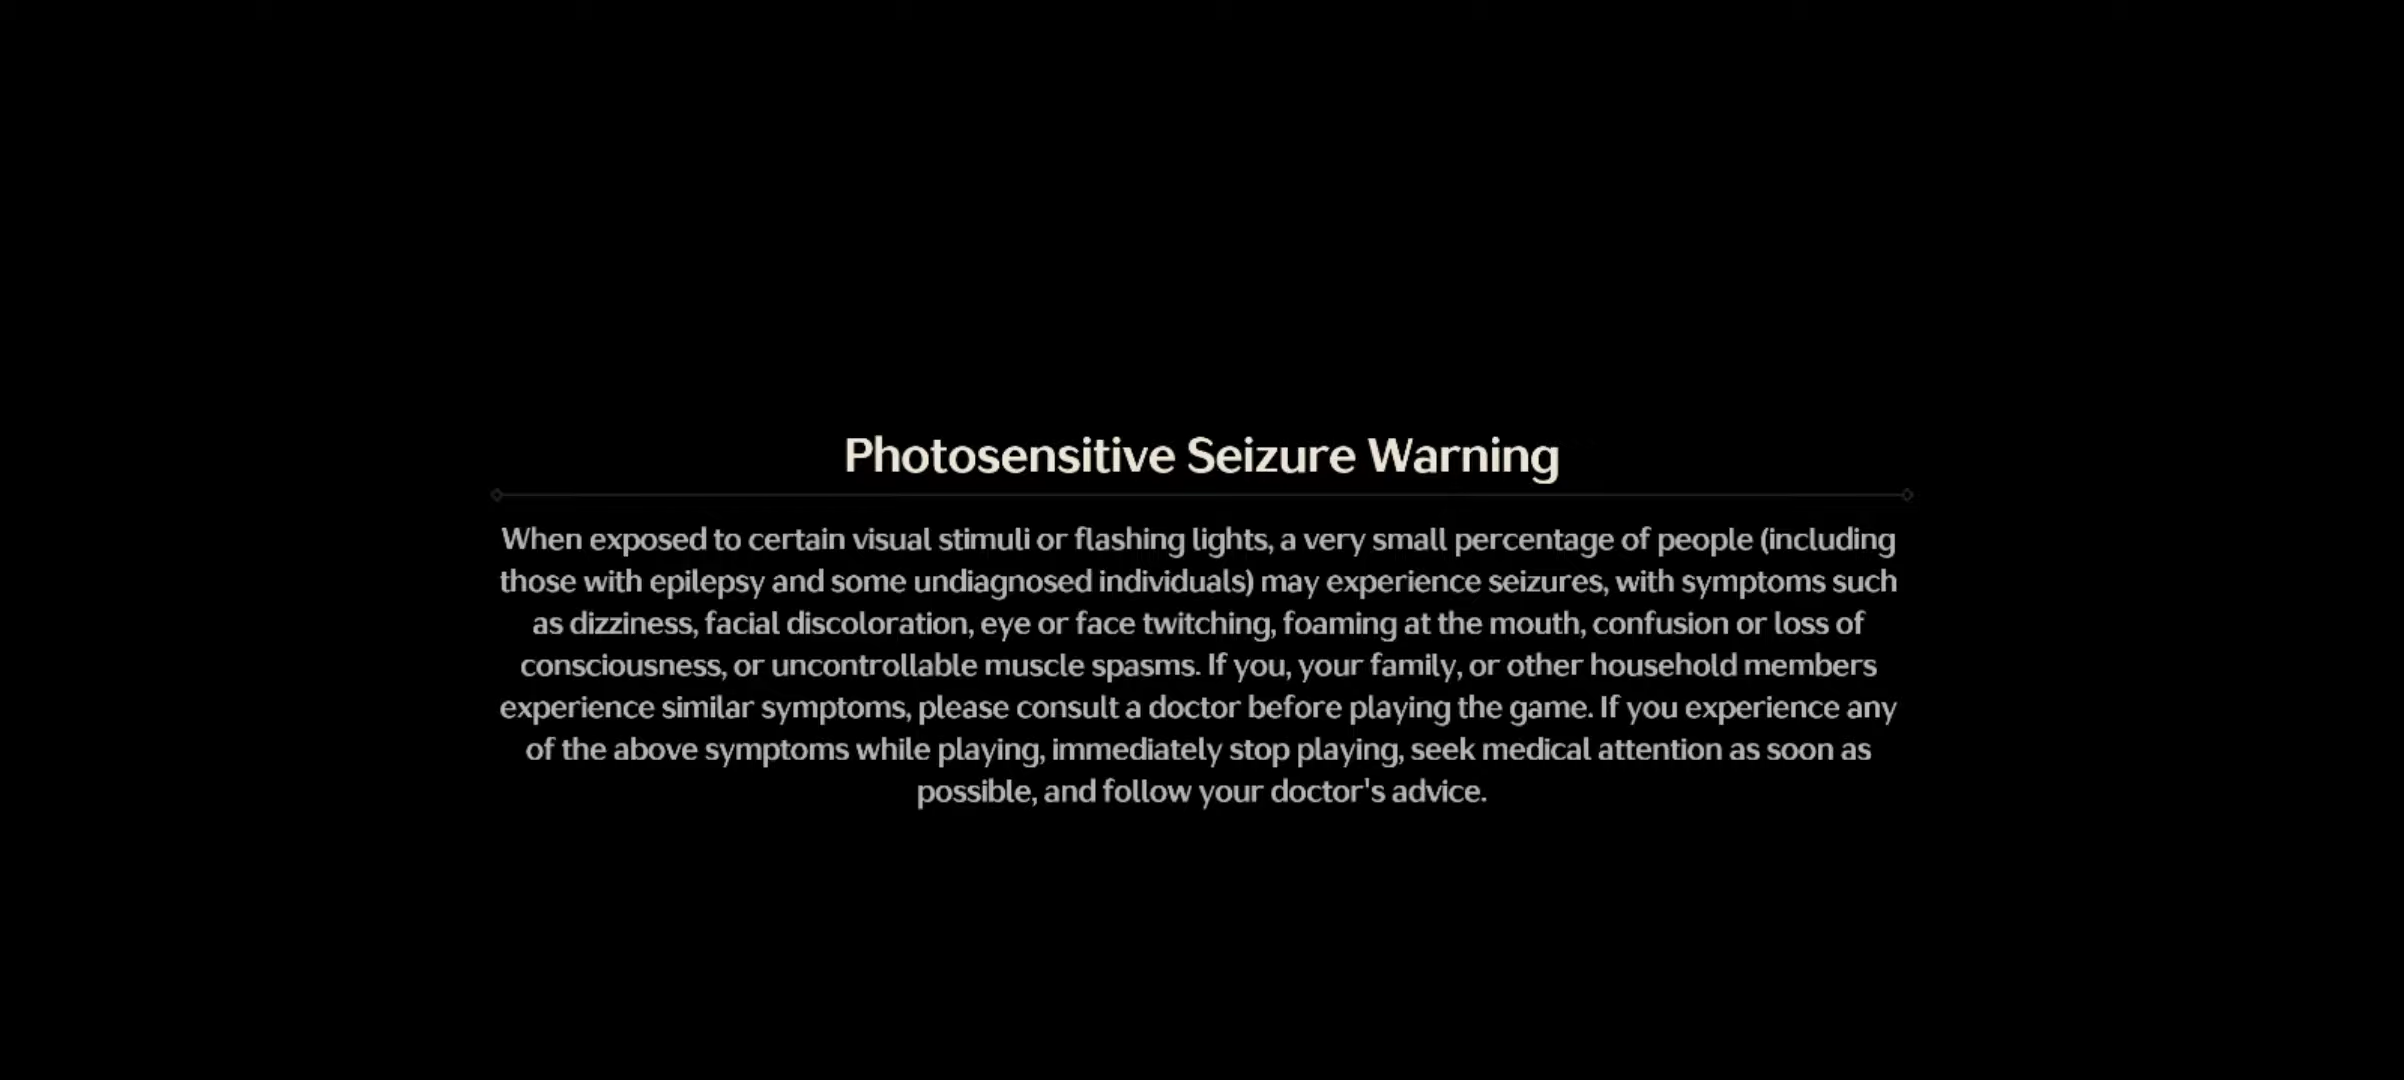 Photosensitive Seizure Warning
When exposed to certain visual stimuli or flashing lights, a very small percentage of people (including
those with epilepsy and some undiagnosed individuals) may experience seizures, with symptoms such
as dizziness, facial discoloration, eye or face twitching, foaming at the mouth, confusion or loss of
consciousness, or uncontrollable muscle spasms. If you, your family, or other household members
experience similar symptoms, please consult a doctor before playing the game. If you experience any
of the above symptoms while playing, immediately stop playing, seek medical attention as soon as
possible, and follow your doctor's advice.